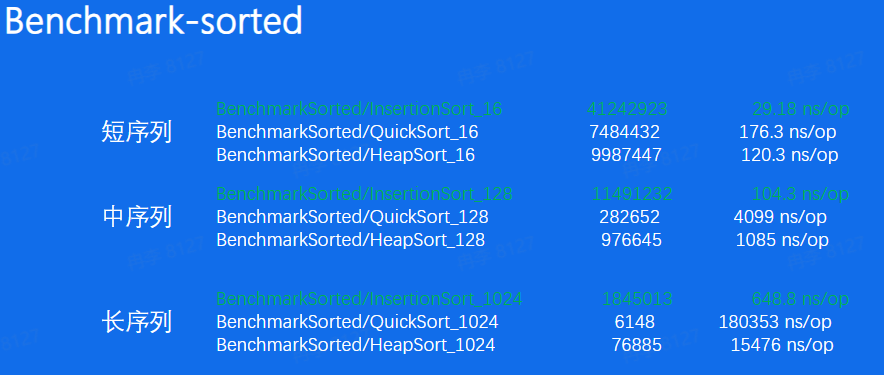 Benchmark-sorted
短序列
BenchmarkSorted/InsertionSort_16 41242923 29.18 ns/op
BenchmarkSorted/QuickSort_16 7484432 176.3 ns/op
BenchmarkSorted/HeapSort_16 9987447 120.3 ns/op
中序列
BenchmarkSorted/InsertionSort_128 11491232 104.3 ns/op
BenchmarkSorted/QuickSort_128 282652 4099 ns/op
BenchmarkSorted/HeapSort_128 976645 1085 ns/op
长序列
BenchmarkSorted/InsertionSort_1024 1845013 648.8 ns/op
BenchmarkSorted/QuickSort_1024 6148 180353 ns/op
BenchmarkSorted/HeapSort_1024 76885 15476 ns/op